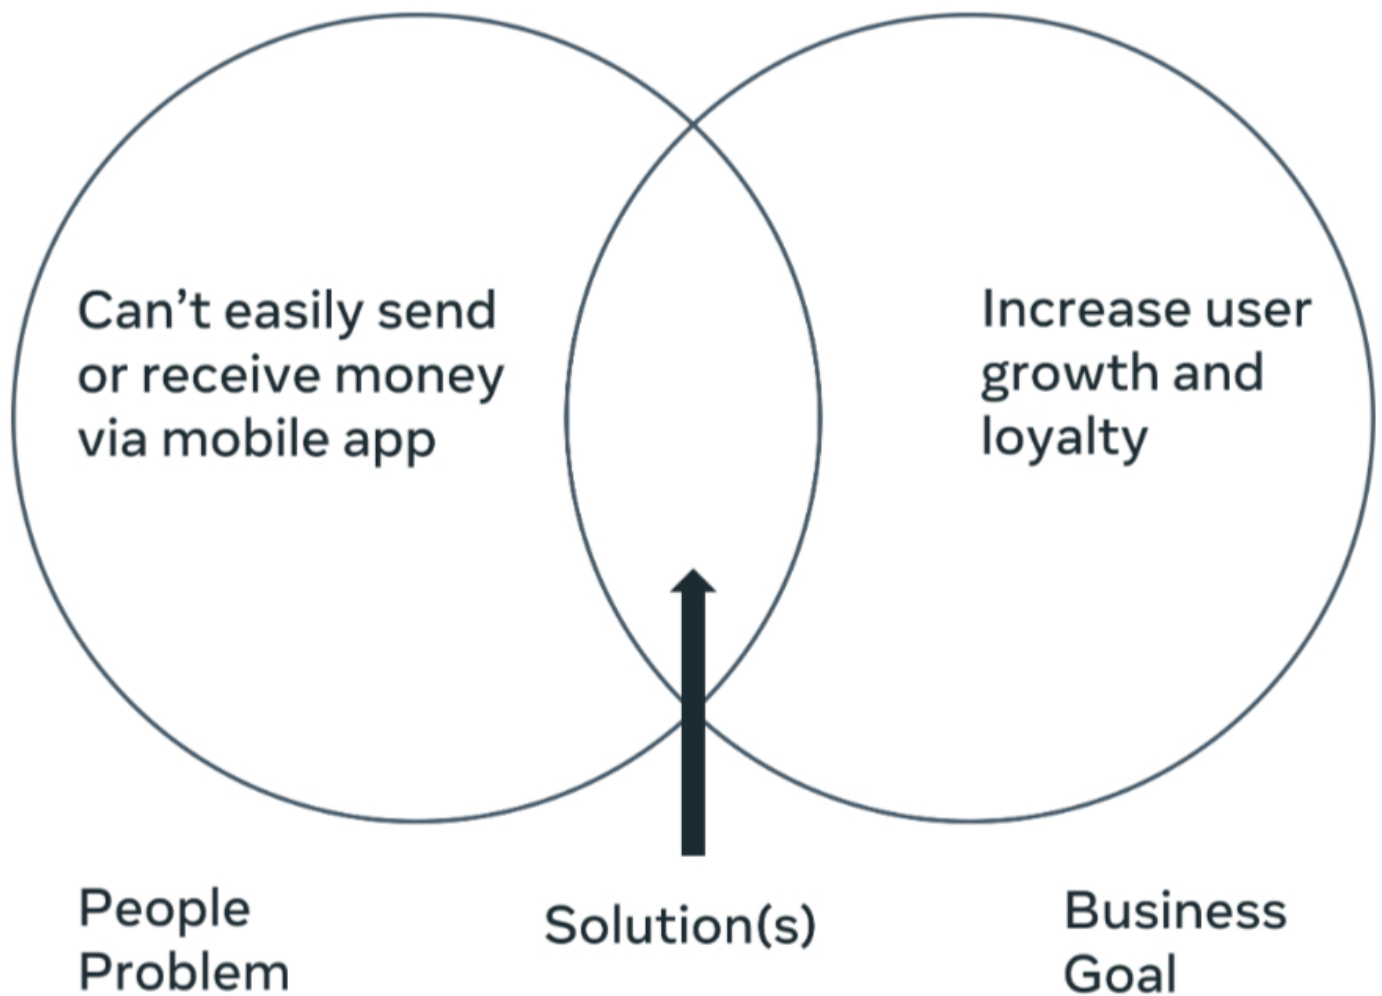 Can’t easily send
or receive money
via mobile app
Increase user
growth and
loyalty
People
Problem
Solution(s)
Business
Goal